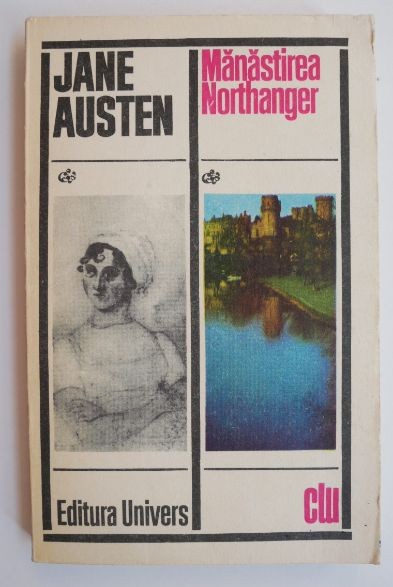 JANE
AUSTEN
Mănăstirea
Northanger
Editura Univers
clu